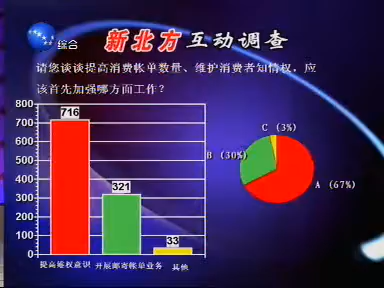 综合
新北方 互动调查
请您谈谈提高消费帐单数量、维护消费者知情权，应
该首先加强哪方面工作？
800
700
600
500
400
300
200
100
0
716
321
33
提高维权意识 开展邮寄帐单业务 其他
C (3%)
B (30%)
A (67%)